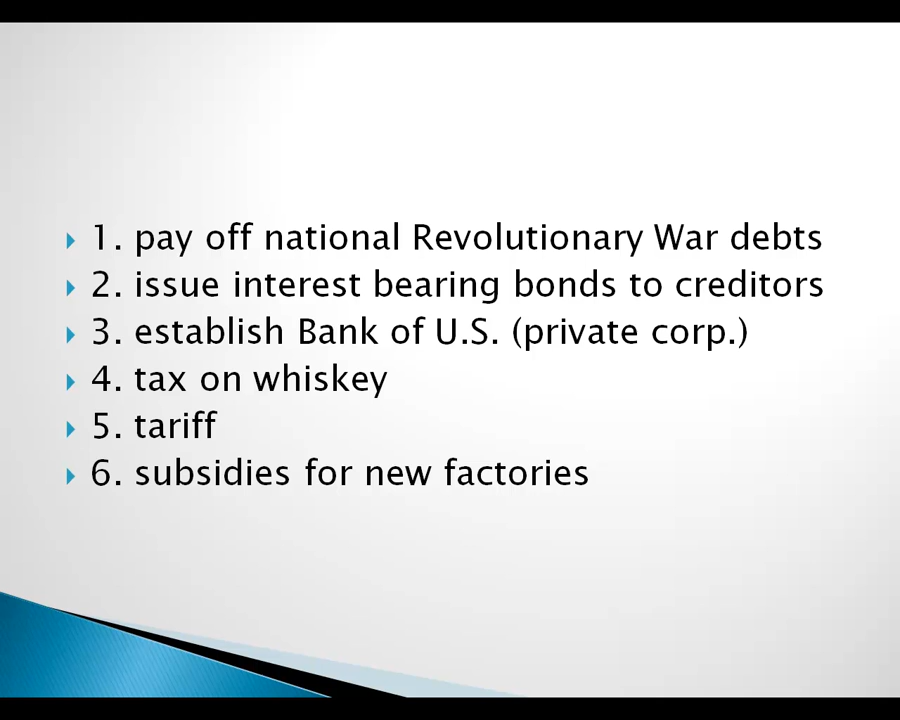 1. pay off national Revolutionary War debts
2. issue interest bearing bonds to creditors
3. establish Bank of U.S. (private corp.)
4. tax on whiskey
5. tariff
6. subsidies for new factories